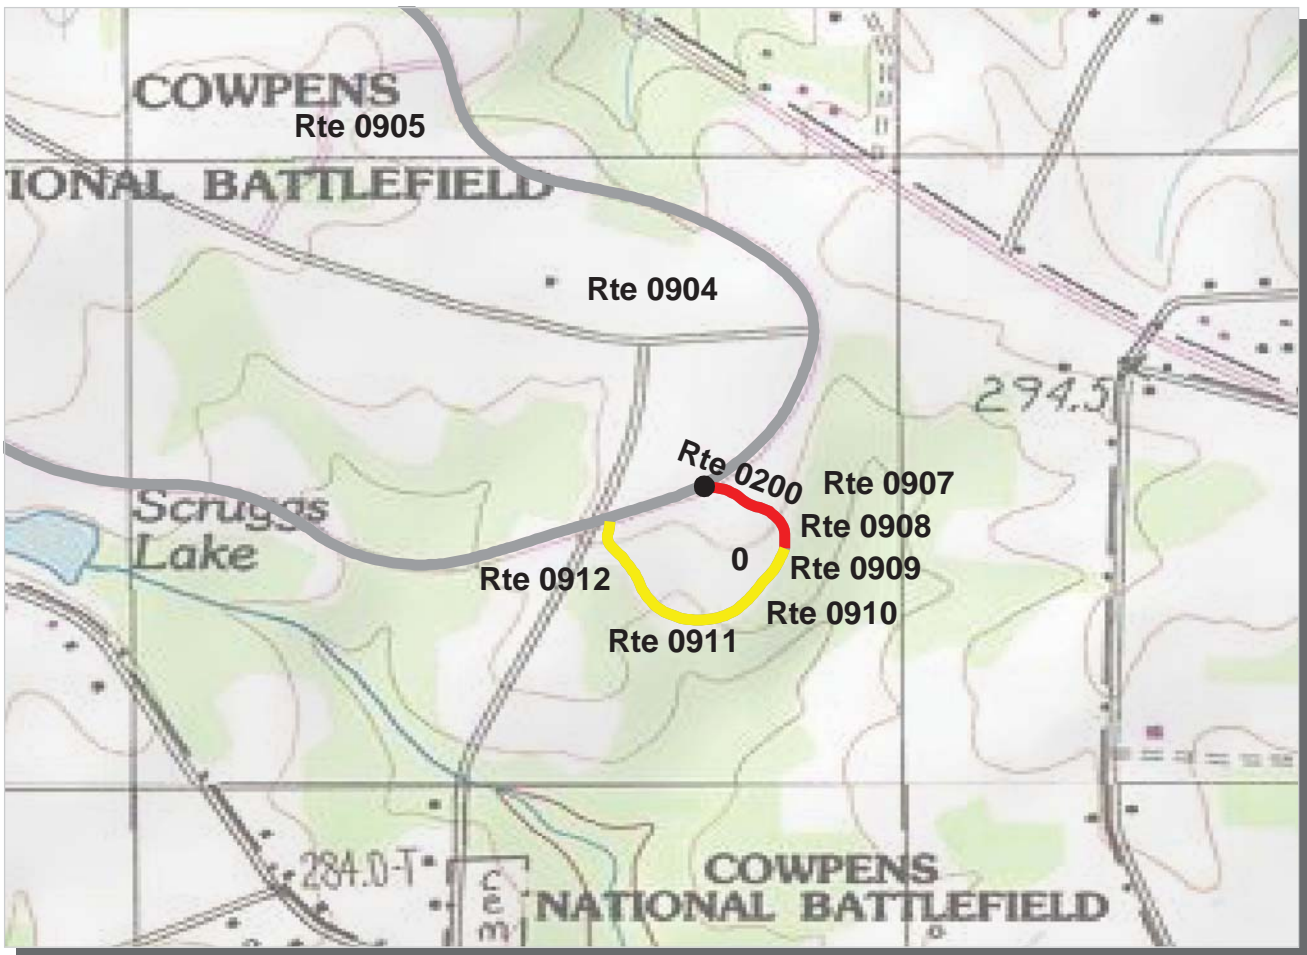 COWPENS
Rte 0905
IONAL BATTLEFIELD
Rte 0904
294.5
Rte 0200
Rte 0907
Scruggs
Lake
Rte 0908
0
Rte 0909
Rte 0912
Rte 0910
Rte 0911
284.0-T
Cem
COWPENS
NATIONAL BATTLEFIELD